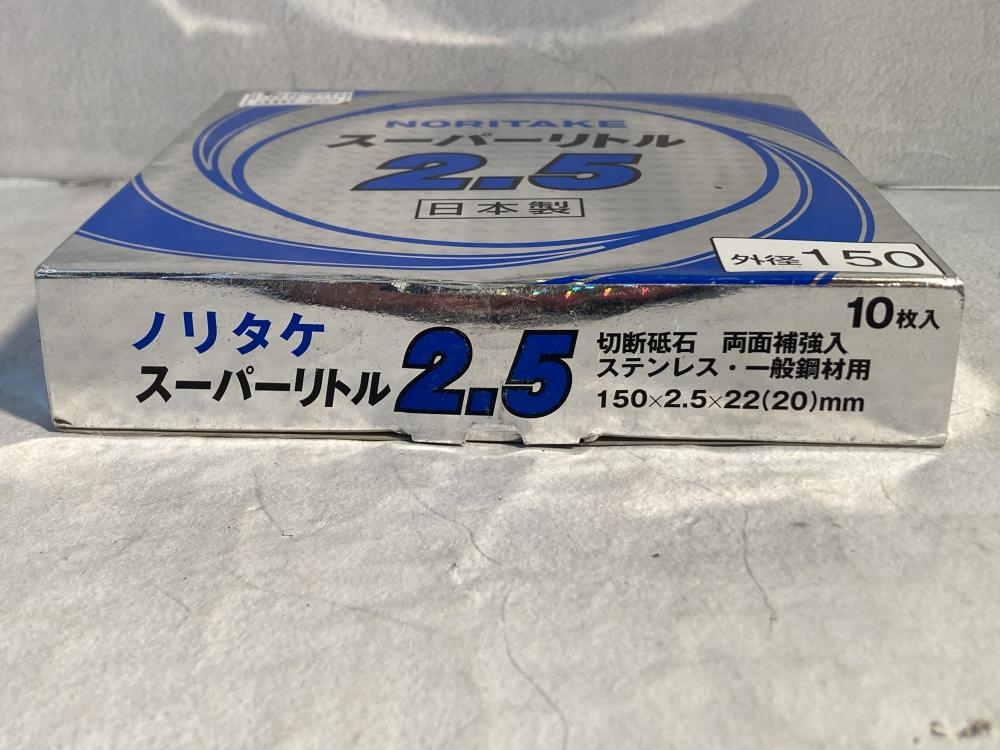 NORITAKE
スーパーリトル
2.5
日本製
外径150
ノリタケ
スーパーリトル 2.5
10枚入
切断砥石 両面補強入
ステンレス・一般鋼材用
150×2.5×22(20)mm